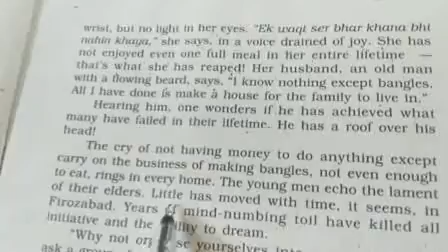 wrist, but no light in her eyes. "Ek waqt ser bhar khana bht
nahin khaya," she says, in a voice drained of joy. She has
not enjoyed even one full meal in her entire lifetime —
that's what she has reaped! Her husband, an old man
with a flowing beard, says, "I know nothing except bangles.
All I have done is make a house for the family to live in."
Hearing him, one wonders if he has achieved what
many have failed in their lifetime. He has a roof over his
head!
The cry of not having money to do anything except
carry on the business of making bangles, not even enough
to eat, rings in every home. The young men echo the lament
of their elders. Little has moved with time, it seems, in
Firozabad. Years of mind-numbing toil have killed all
initiative and the to dream.
"Why not yourselves into
ask a